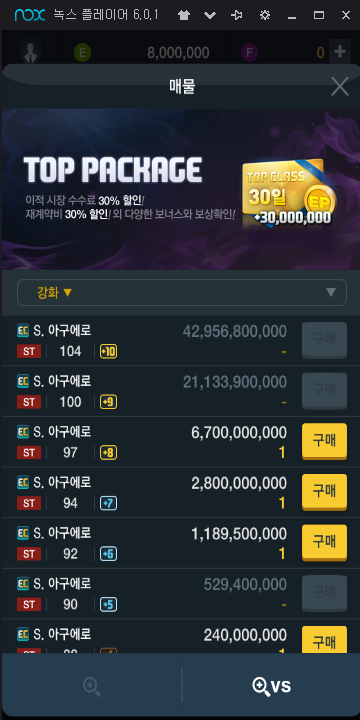 nox 녹스 플레이어 6.0.1
E 8,000,000 F 0 +
매물
TOP PACKAGE
이적 시장 수수료 30% 할인!
재계약비 30% 할인! 외 다양한 보너스와 보상확인!
TOP CLASS
30일
EP
+30,000,000
강화 ▼
EC S. 아구에로 42,956,800,000 구매
ST 104 +10 -
EC S. 아구에로 21,133,900,000 구매
ST 100 +9 -
EC S. 아구에로 6,700,000,000 구매
ST 97 +8 1
EC S. 아구에로 2,800,000,000 구매
ST 94 +7 1
EC S. 아구에로 1,189,500,000 구매
ST 92 +6 1
EC S. 아구에로 529,400,000 구매
ST 90 +5 -
EC S. 아구에로 240,000,000 구매
VS